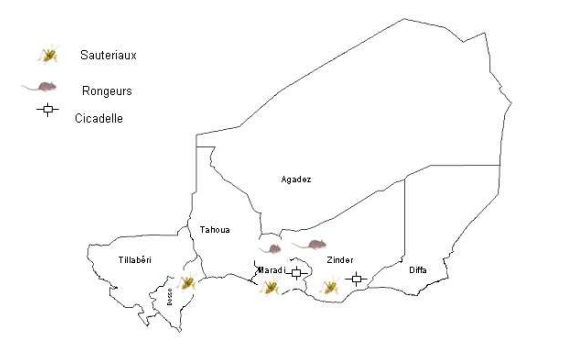 Sauteriaux
Rongeurs
Cicadelle
Agadez
Tahoua
Tillabéri
Maradi
Zinder
Diffa
Dosso